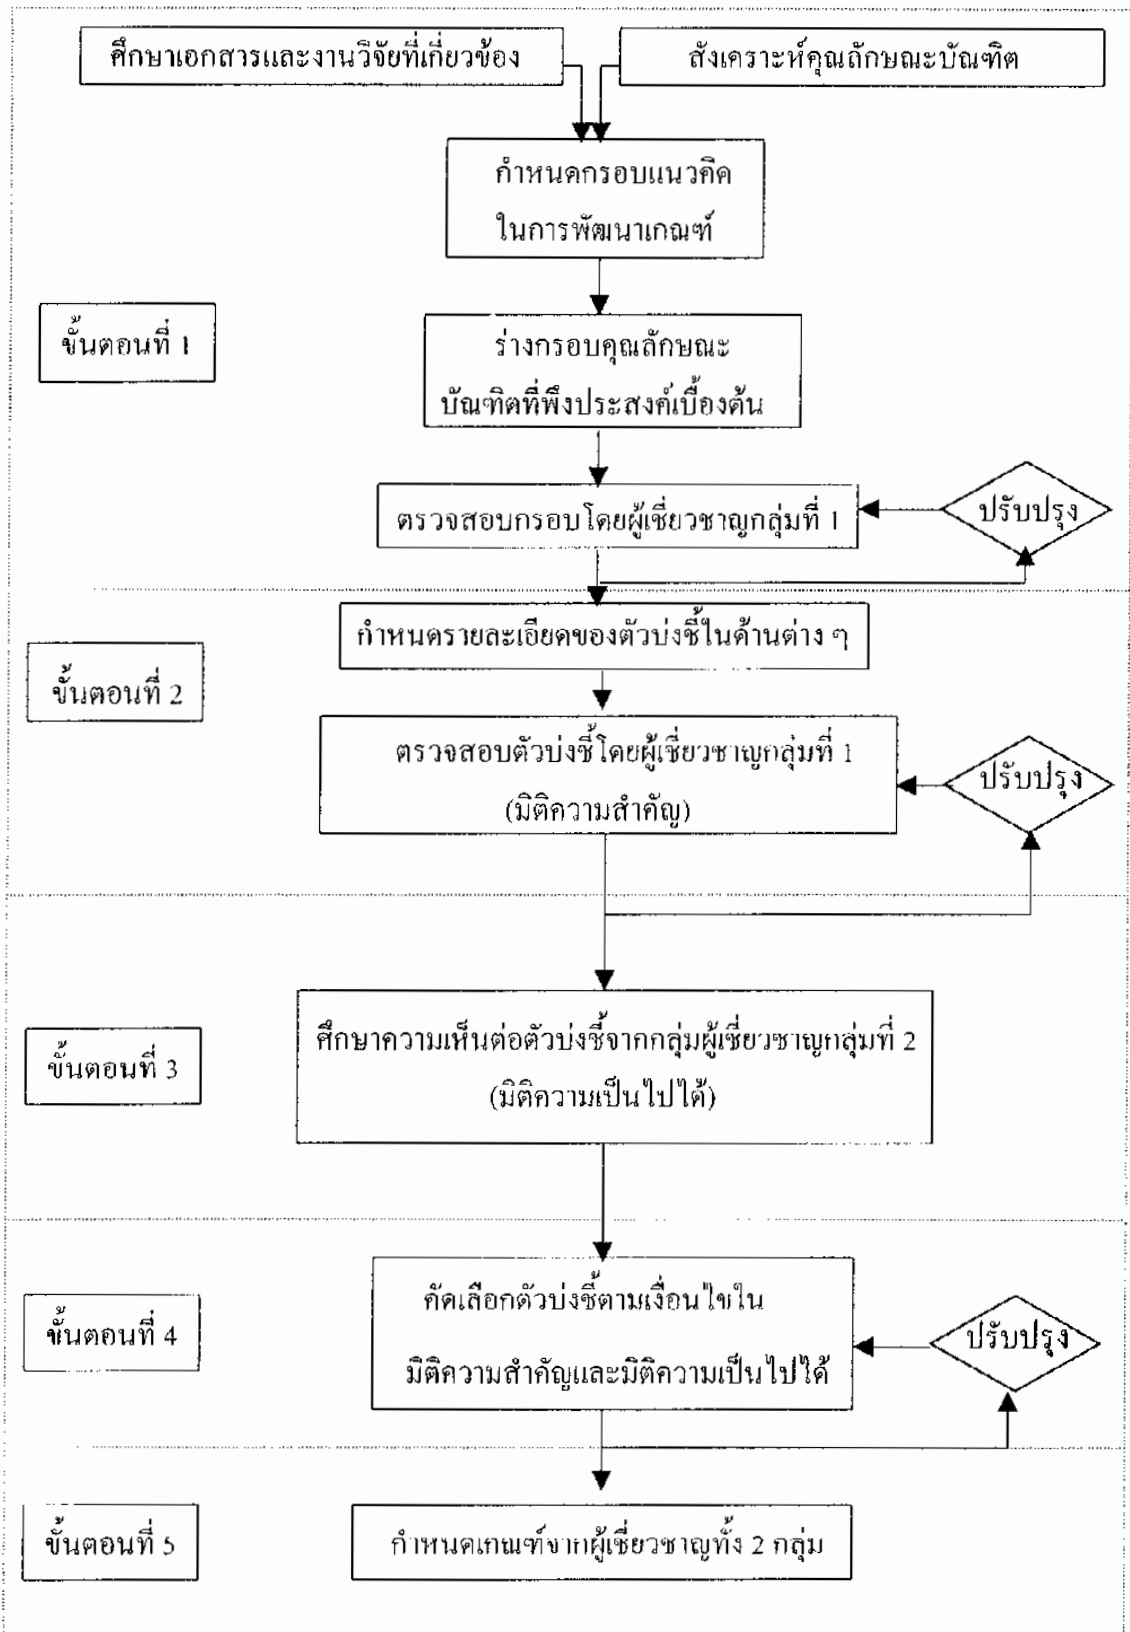 ศึกษาเอกสารและงานวิจัยที่เกี่ยวข้อง
สังเคราะห์คุณลักษณะบัณฑิต
กำหนดกรอบแนวคิด
ในการพัฒนาเกณฑ์
ขั้นตอนที่ 1
ร่างกรอบคุณลักษณะ
บัณฑิตที่พึงประสงค์เบื้องต้น
ตรวจสอบกรอบโดยผู้เชี่ยวชาญกลุ่มที่ 1
ปรับปรุง
กำหนดรายละเอียดของตัวบ่งชี้ในด้านต่าง ๆ
ขั้นตอนที่ 2
ตรวจสอบตัวบ่งชี้โดยผู้เชี่ยวชาญกลุ่มที่ 1
(มิติความสำคัญ)
ปรับปรุง
ขั้นตอนที่ 3
ศึกษาความเห็นต่อตัวบ่งชี้จากกลุ่มผู้เชี่ยวชาญกลุ่มที่ 2
(มิติความเป็นไปได้)
ขั้นตอนที่ 4
คัดเลือกตัวบ่งชี้ตามเงื่อนไขใน
มิติความสำคัญและมิติความเป็นไปได้
ปรับปรุง
ขั้นตอนที่ 5
กำหนดเกณฑ์จากผู้เชี่ยวชาญทั้ง 2 กลุ่ม